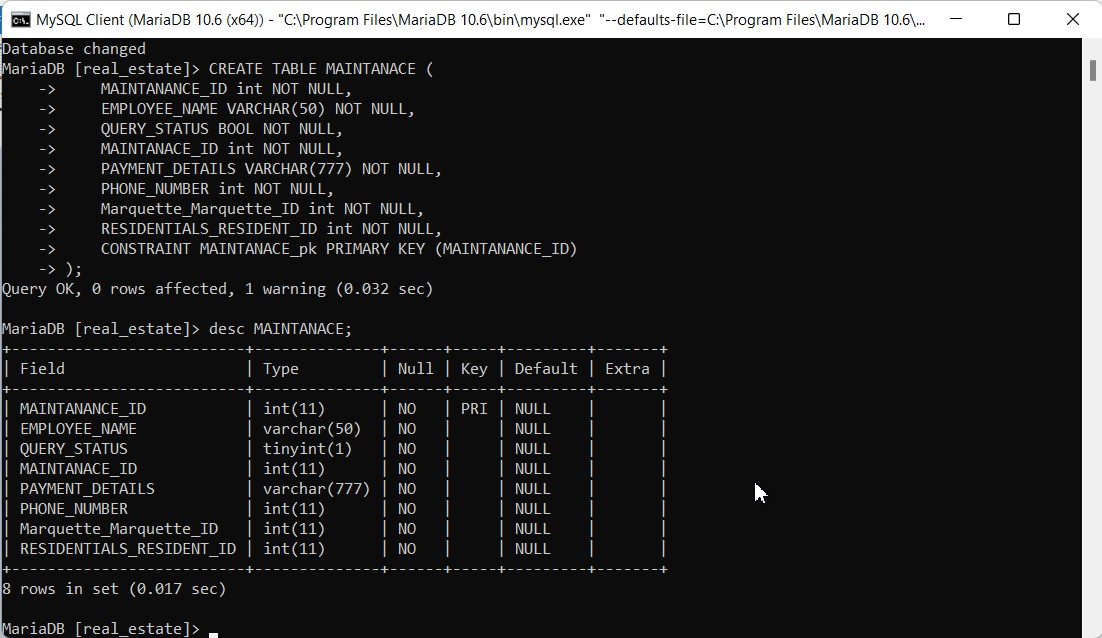 MySQL Client (MariaDB 10.6 (x64)) - "C:\Program Files\MariaDB 10.6\bin\mysql.exe"  "--defaults-file=C:\Program Files\MariaDB 10.6\...
Database changed
MariaDB [real_estate]> CREATE TABLE MAINTANACE (
    ->     MAINTANANCE_ID int NOT NULL,
    ->     EMPLOYEE_NAME VARCHAR(50) NOT NULL,
    ->     QUERY_STATUS BOOL NOT NULL,
    ->     MAINTANACE_ID int NOT NULL,
    ->     PAYMENT_DETAILS VARCHAR(777) NOT NULL,
    ->     PHONE_NUMBER int NOT NULL,
    ->     Marquette_Marquette_ID int NOT NULL,
    ->     RESIDENTIALS_RESIDENT_ID int NOT NULL,
    ->     CONSTRAINT MAINTANACE_pk PRIMARY KEY (MAINTANANCE_ID)
    -> );
Query OK, 0 rows affected, 1 warning (0.032 sec)
MariaDB [real_estate]> desc MAINTANACE;
+--------------------------+--------------+------+-----+---------+-------+
| Field                    | Type         | Null | Key | Default | Extra |
+--------------------------+--------------+------+-----+---------+-------+
| MAINTANANCE_ID           | int(11)      | NO   | PRI | NULL    |       |
| EMPLOYEE_NAME            | varchar(50)  | NO   |     | NULL    |       |
| QUERY_STATUS             | tinyint(1)   | NO   |     | NULL    |       |
| MAINTANACE_ID            | int(11)      | NO   |     | NULL    |       |
| PAYMENT_DETAILS          | varchar(777) | NO   |     | NULL    |       |
| PHONE_NUMBER             | int(11)      | NO   |     | NULL    |       |
| Marquette_Marquette_ID   | int(11)      | NO   |     | NULL    |       |
| RESIDENTIALS_RESIDENT_ID | int(11)      | NO   |     | NULL    |       |
+--------------------------+--------------+------+-----+---------+-------+
8 rows in set (0.017 sec)
MariaDB [real_estate]>